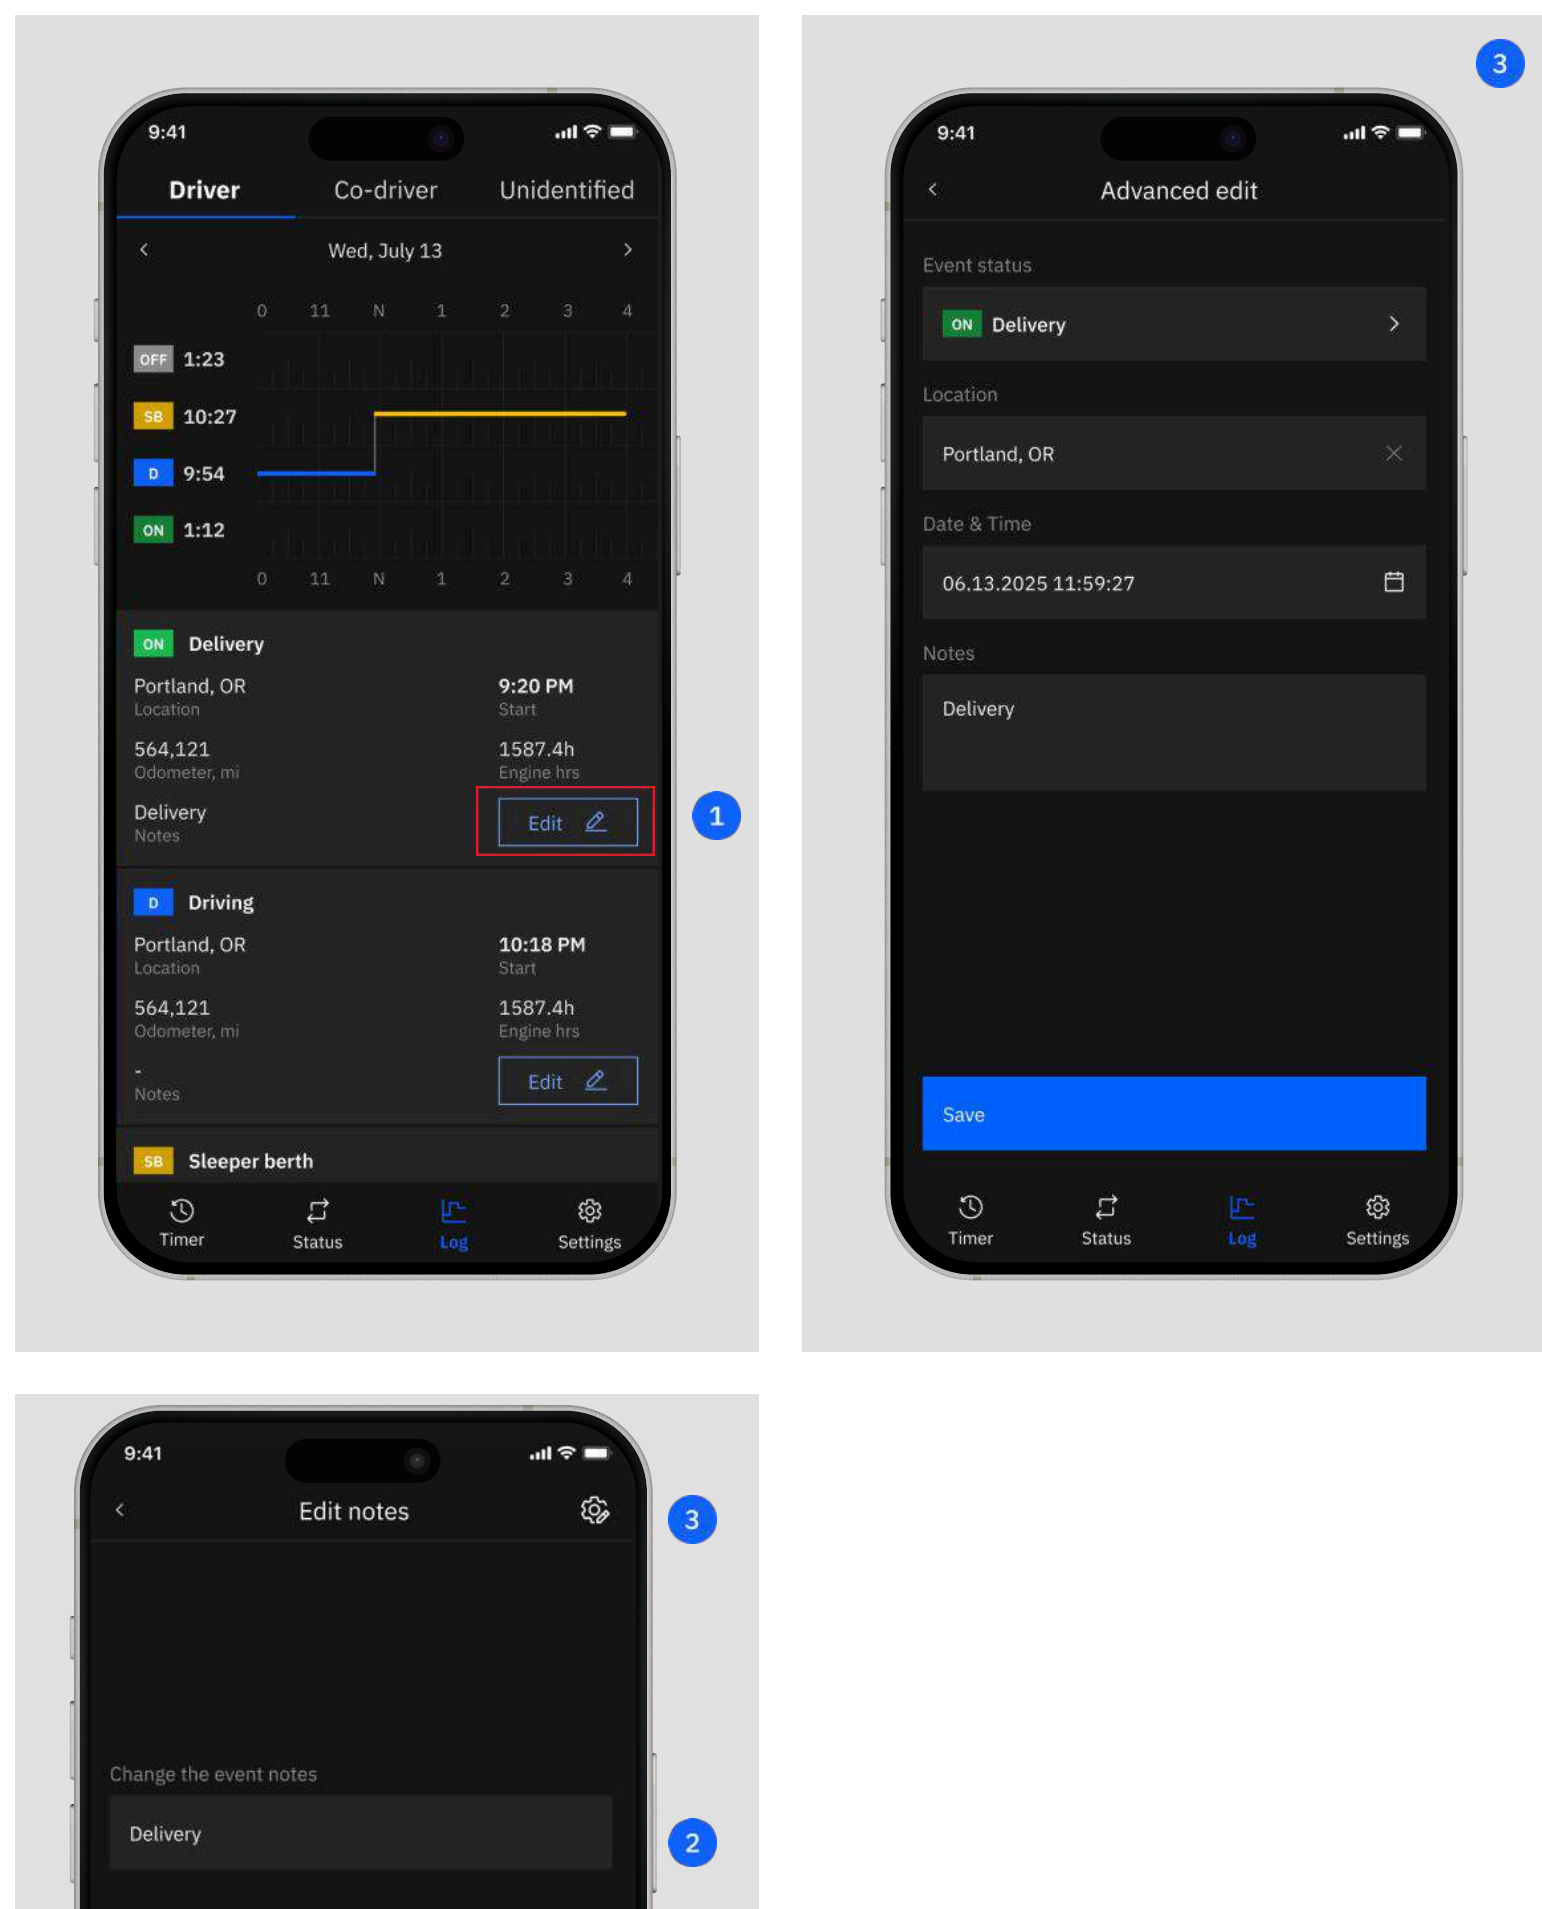 9:41
Driver Co-driver Unidentified
Wed, July 13
0 11 N 1 2 3 4
OFF 1:23
SB 10:27
D 9:54
ON 1:12
0 11 N 1 2 3 4
ON Delivery
Portland, OR 9:20 PM
Location Start
564,121 1587.4h
Odometer, mi Engine hrs
Delivery Edit
Notes
1
D Driving
Portland, OR 10:18 PM
Location Start
564,121 1587.4h
Odometer, mi Engine hrs
- Edit
Notes
SB Sleeper berth
Timer Status Log Settings
3
9:41
Advanced edit
Event status
ON Delivery
Location
Portland, OR
Date & Time
06.13.2025 11:59:27
Notes
Delivery
Save
Timer Status Log Settings
9:41
Edit notes
3
Change the event notes
Delivery
2